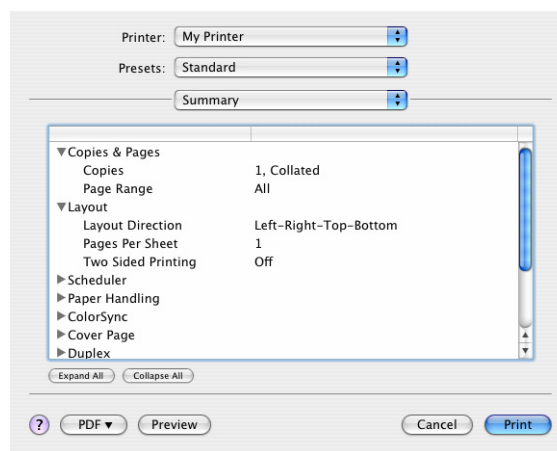 Printer: My Printer
Presets: Standard
Summary
▼Copies & Pages
Copies 1, Collated
Page Range All
▼Layout
Layout Direction Left-Right-Top-Bottom
Pages Per Sheet 1
Two Sided Printing Off
▶Scheduler
▶Paper Handling
▶ColorSync
▶Cover Page
▶Duplex
Expand All Collapse All
? PDF ▼ Preview Cancel Print